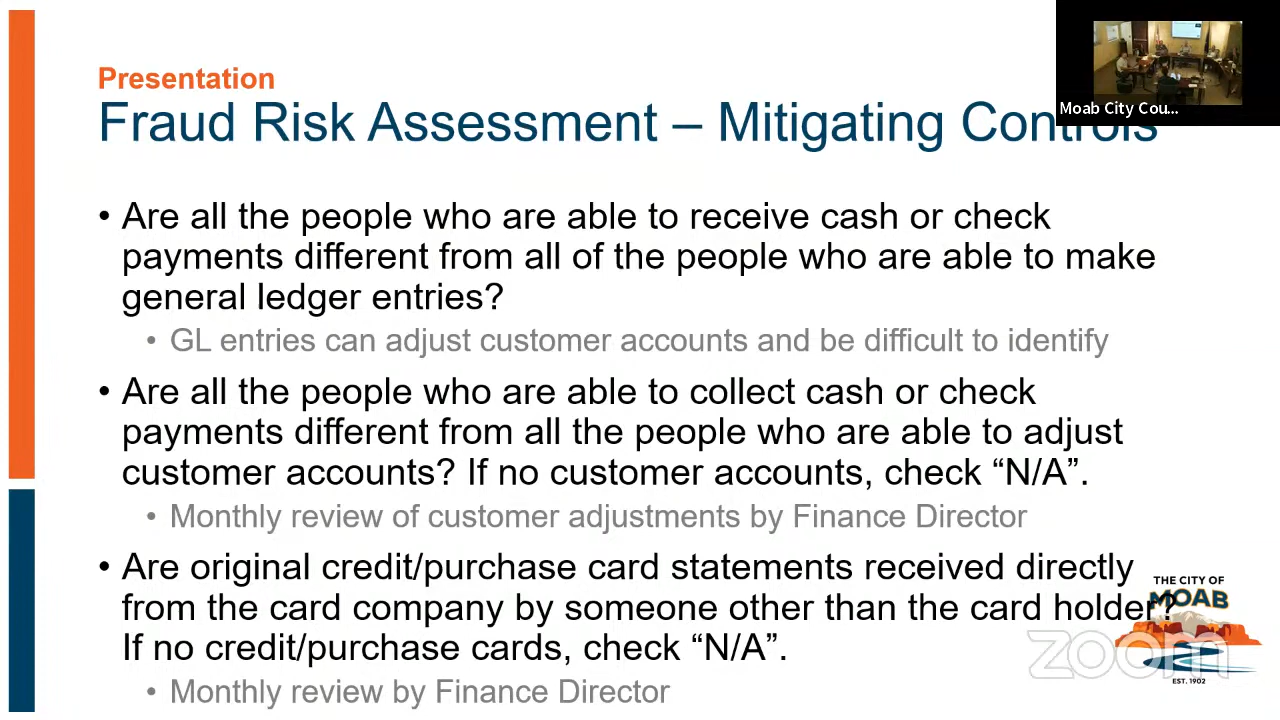 Presentation
Fraud Risk Assessment – Mitigating Controls
Moab City Cou...
• Are all the people who are able to receive cash or check
payments different from all of the people who are able to make
general ledger entries?
• GL entries can adjust customer accounts and be difficult to identify
• Are all the people who are able to collect cash or check
payments different from all the people who are able to adjust
customer accounts? If no customer accounts, check “N/A”.
• Monthly review of customer adjustments by Finance Director
• Are original credit/purchase card statements received directly
from the card company by someone other than the card holder?
If no credit/purchase cards, check “N/A”.
• Monthly review by Finance Director
THE CITY OF
MOAB
zoom
EST. 1902